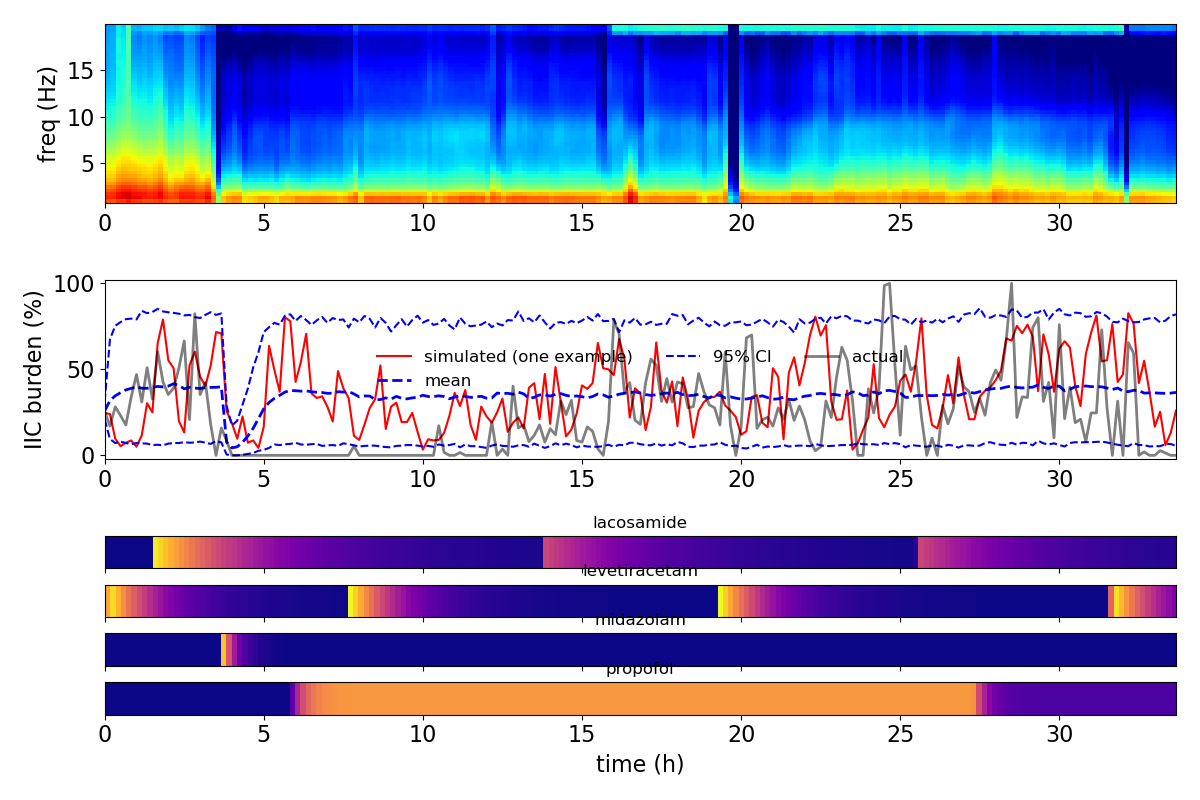 15
10
5
freq (Hz)
0 5 10 15 20 25 30
100
50
0
IIC burden (%)
simulated (one example) 95% CI actual
mean
0 5 10 15 20 25 30
lacosamide
levetiracetam
midazolam
propofol
0 5 10 15 20 25 30
time (h)